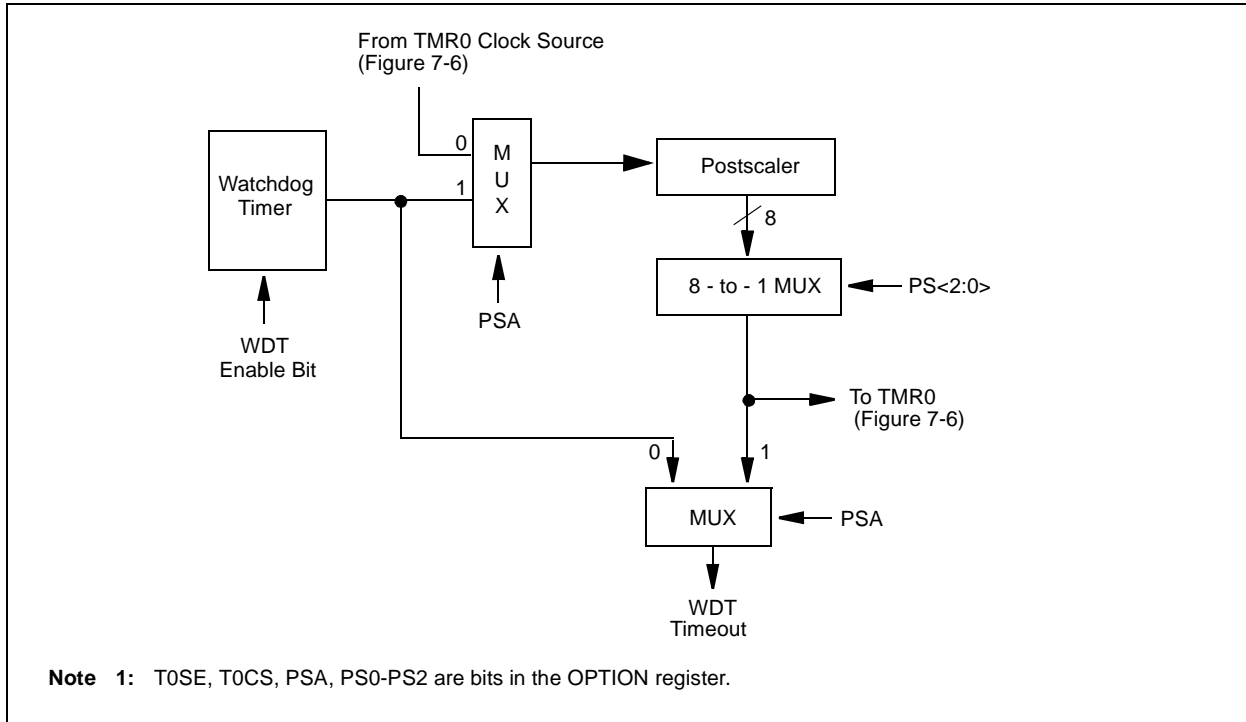 From TMR0 Clock Source
(Figure 7-6)
0
M
U
X
1
Watchdog
Timer
Postscaler
8
8 - to - 1 MUX
PS<2:0>
PSA
WDT
Enable Bit
To TMR0
(Figure 7-6)
0
1
MUX
PSA
WDT
Timeout
Note 1: T0SE, T0CS, PSA, PS0-PS2 are bits in the OPTION register.